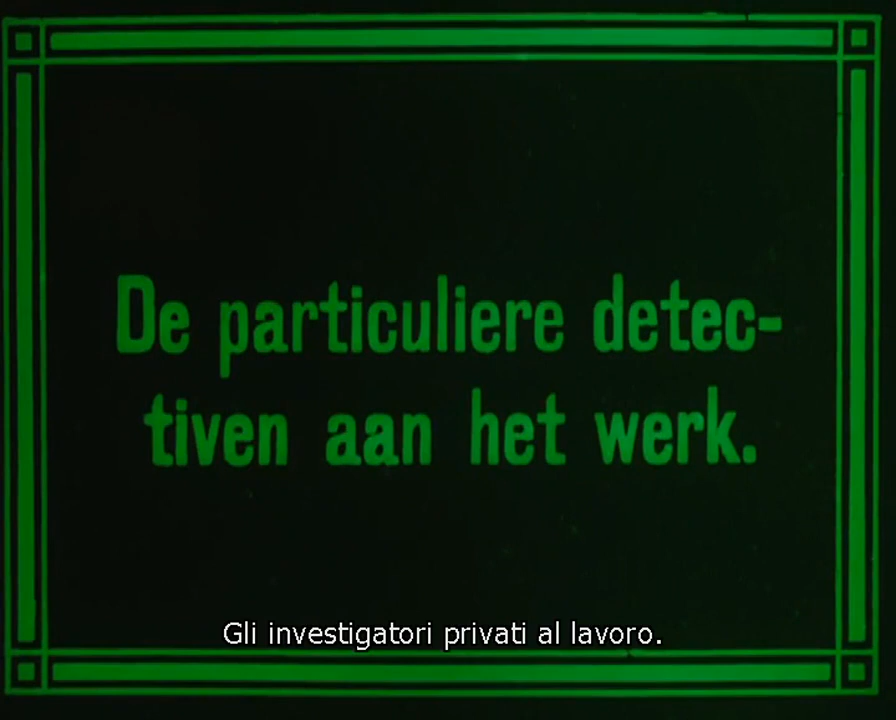 De particuliere detec-
tiven aan het werk.
Gli investigatori privati al lavoro.